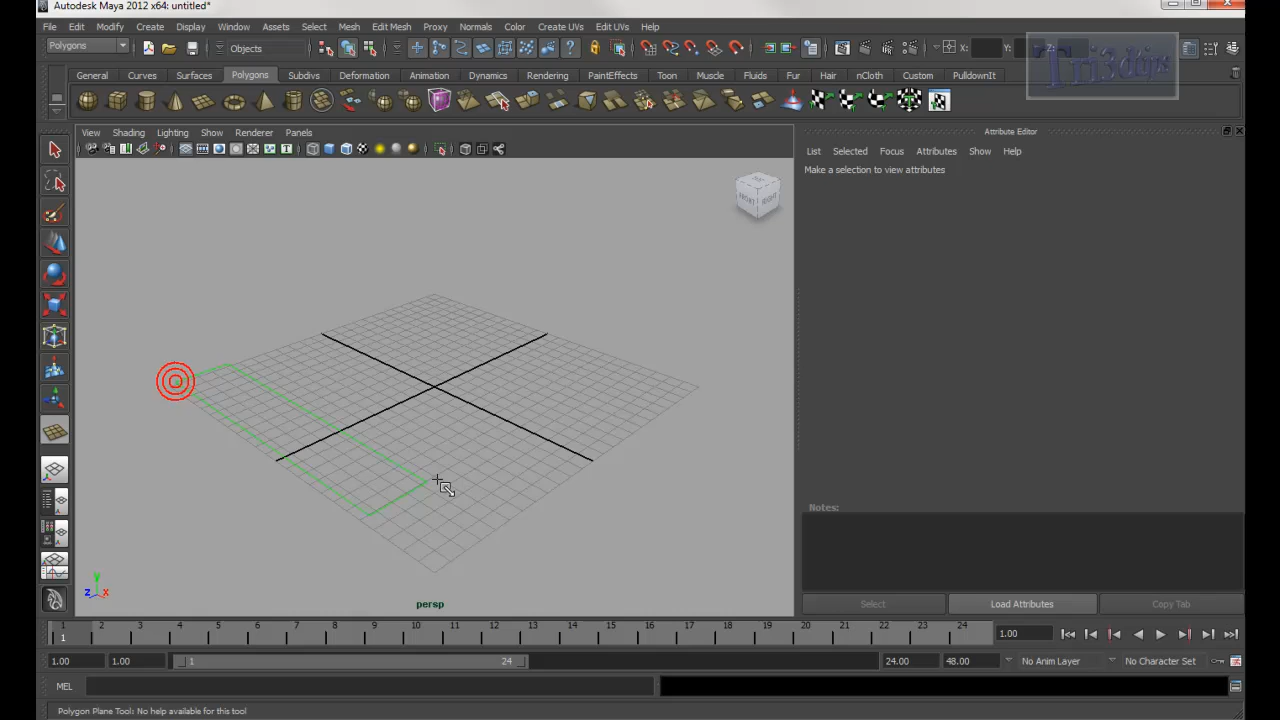 Autodesk Maya 2012 x64: untitled*
File Edit Modify Create Display Window Assets Select Mesh Edit Mesh Proxy Normals Color Create UVs Edit UVs Help
Polygons Objects X: Y: Z:
Tri3dips
General Curves Surfaces Polygons Subdivs Deformation Animation Dynamics Rendering PaintEffects Toon Muscle Fluids Fur Hair nCloth Custom PulldownIt
View Shading Lighting Show Renderer Panels
Attribute Editor
List Selected Focus Attributes Show Help
Make a selection to view attributes
FRONT RIGHT
Notes:
y
z x
persp
Select Load Attributes Copy Tab
1 2 3 4 5 6 7 8 9 10 11 12 13 14 15 16 17 18 19 20 21 22 23 24
1 1.00
1.00 1.00 1 24 24.00 48.00 No Anim Layer No Character Set
MEL
Polygon Plane Tool: No help available for this tool